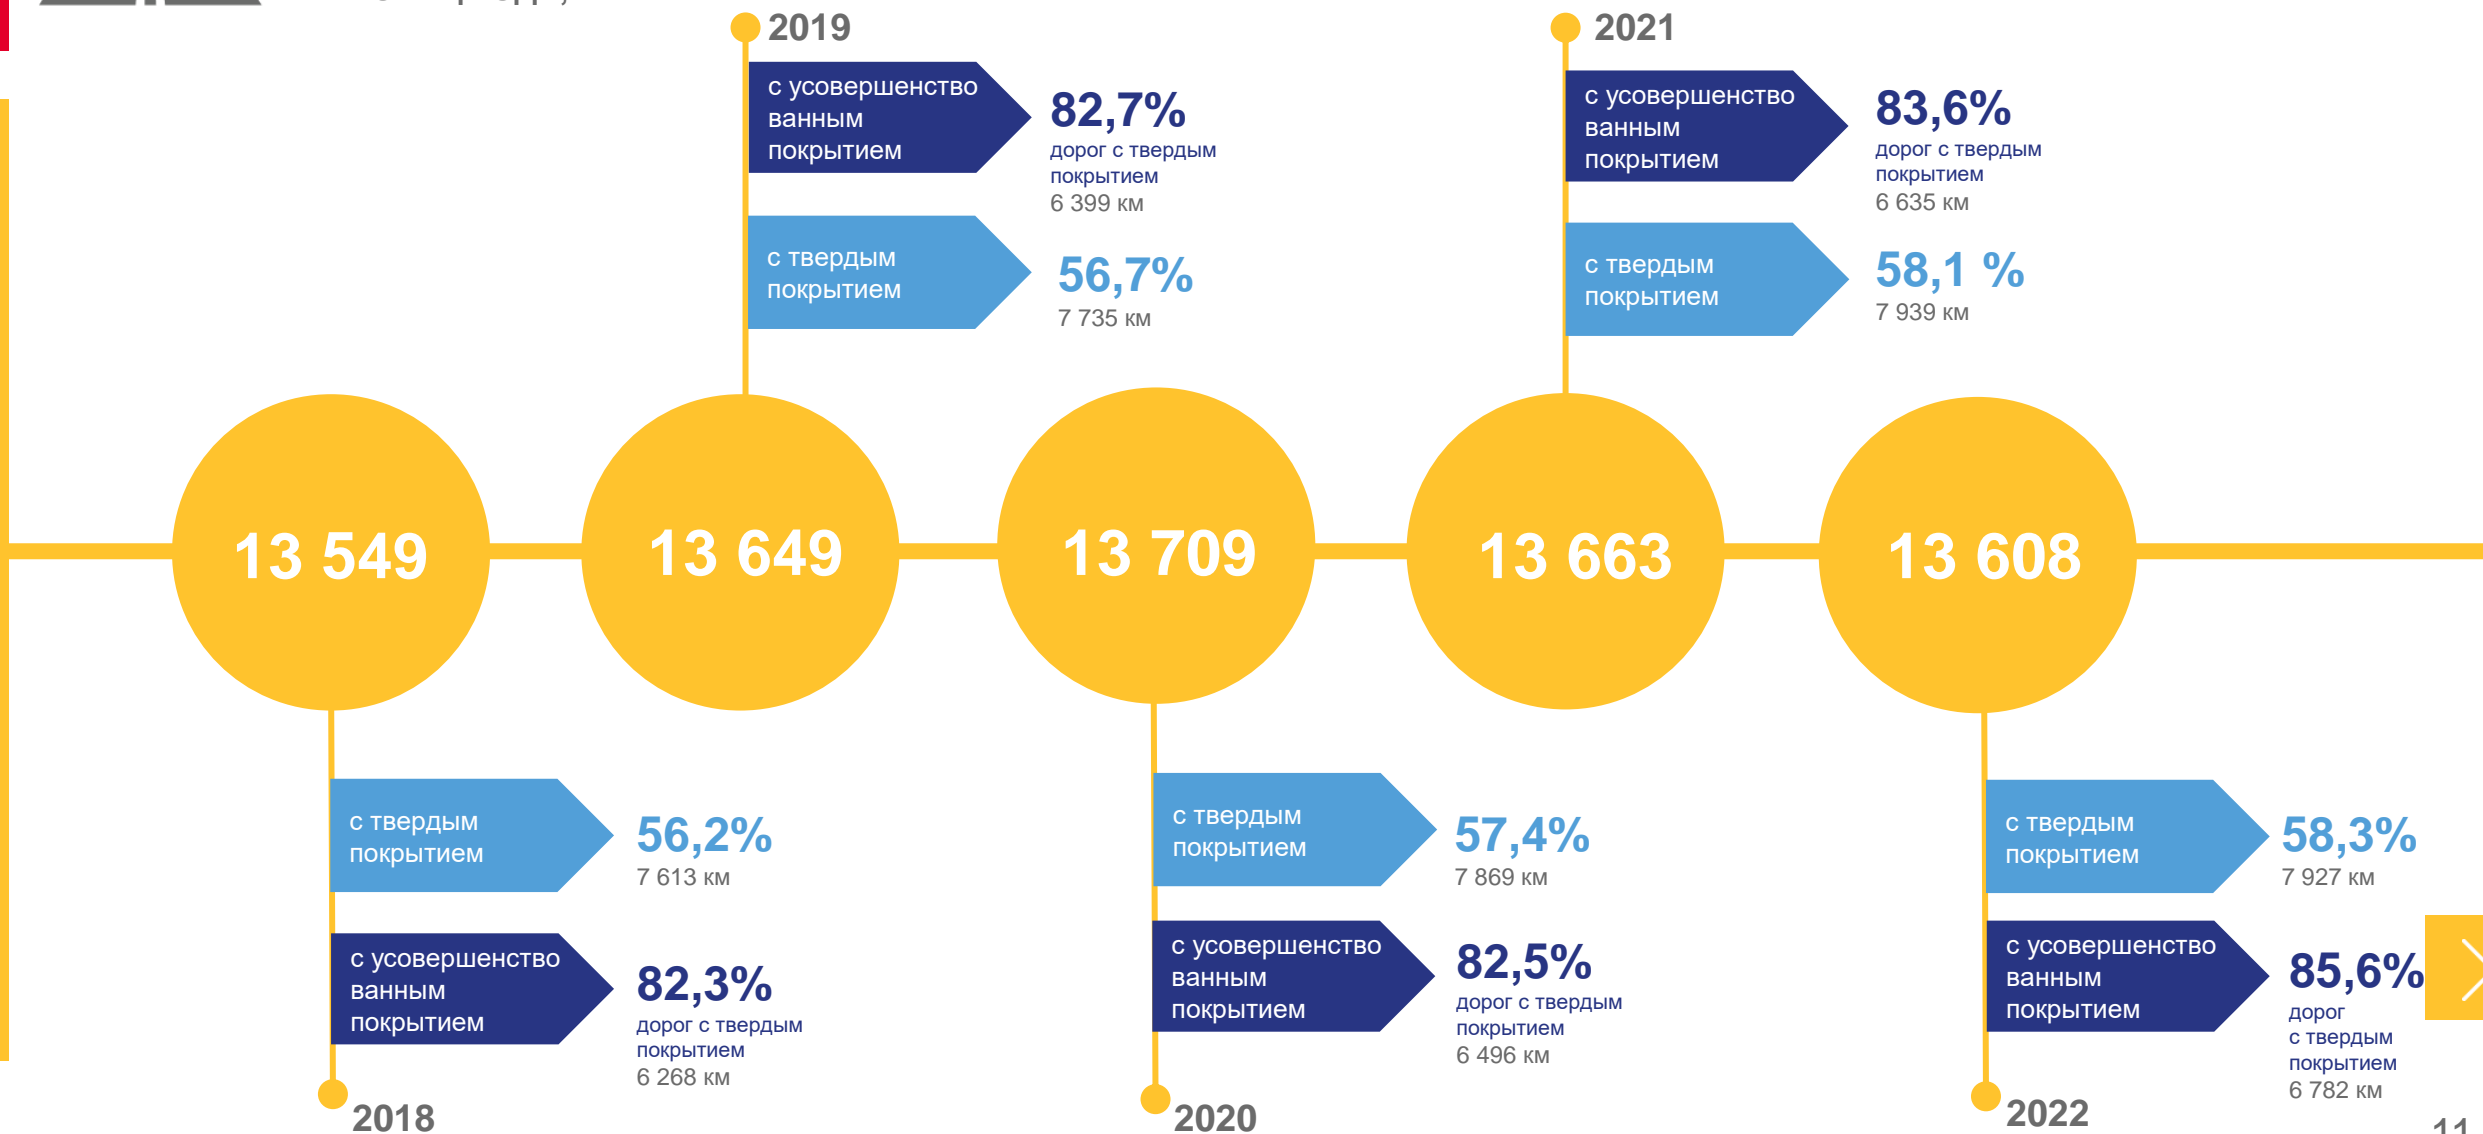 2019
с усовершенство
ванным
покрытием
82,7%
дорог с твердым
покрытием
6 399 км
с твердым
покрытием
56,7%
7 735 км
2021
с усовершенство
ванным
покрытием
83,6%
дорог с твердым
покрытием
6 635 км
с твердым
покрытием
58,1 %
7 939 км
13 549
13 649
13 709
13 663
13 608
с твердым
покрытием
56,2%
7 613 км
с усовершенство
ванным
покрытием
82,3%
дорог с твердым
покрытием
6 268 км
2018
с твердым
покрытием
57,4%
7 869 км
с усовершенство
ванным
покрытием
82,5%
дорог с твердым
покрытием
6 496 км
2020
с твердым
покрытием
58,3%
7 927 км
с усовершенство
ванным
покрытием
85,6%
дорог
с твердым
покрытием
6 782 км
2022
11